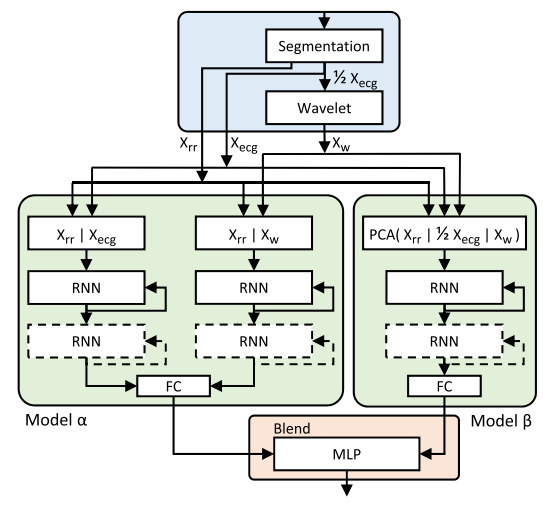 Segmentation
½ Xecg
Wavelet
Xrr
Xecg
Xw
Xrr | Xecg
Xrr | Xw
PCA( Xrr | ½ Xecg | Xw )
RNN
RNN
RNN
RNN
RNN
RNN
FC
FC
Model α
Model β
Blend
MLP